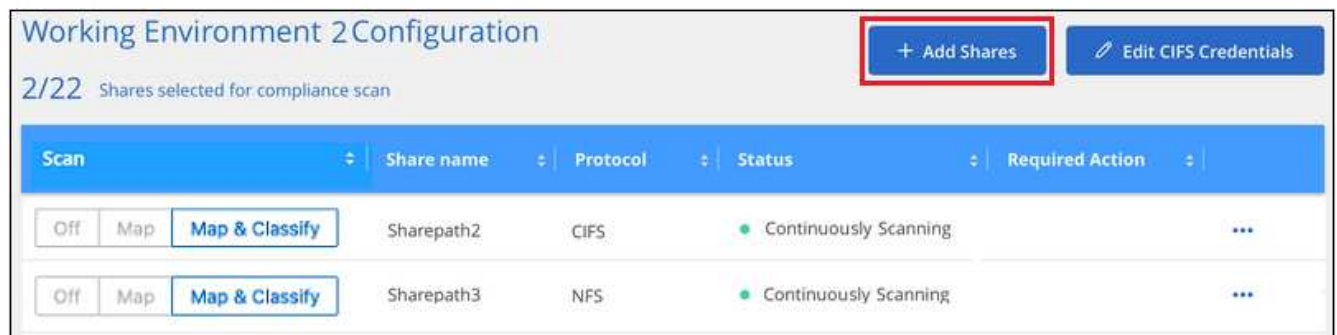 Working Environment 2 Configuration
+ Add Shares
Edit CIFS Credentials
2/22 Shares selected for compliance scan
Scan Share name Protocol Status Required Action
Off Map Map & Classify Sharepath2 CIFS Continuously Scanning
Off Map Map & Classify Sharepath3 NFS Continuously Scanning